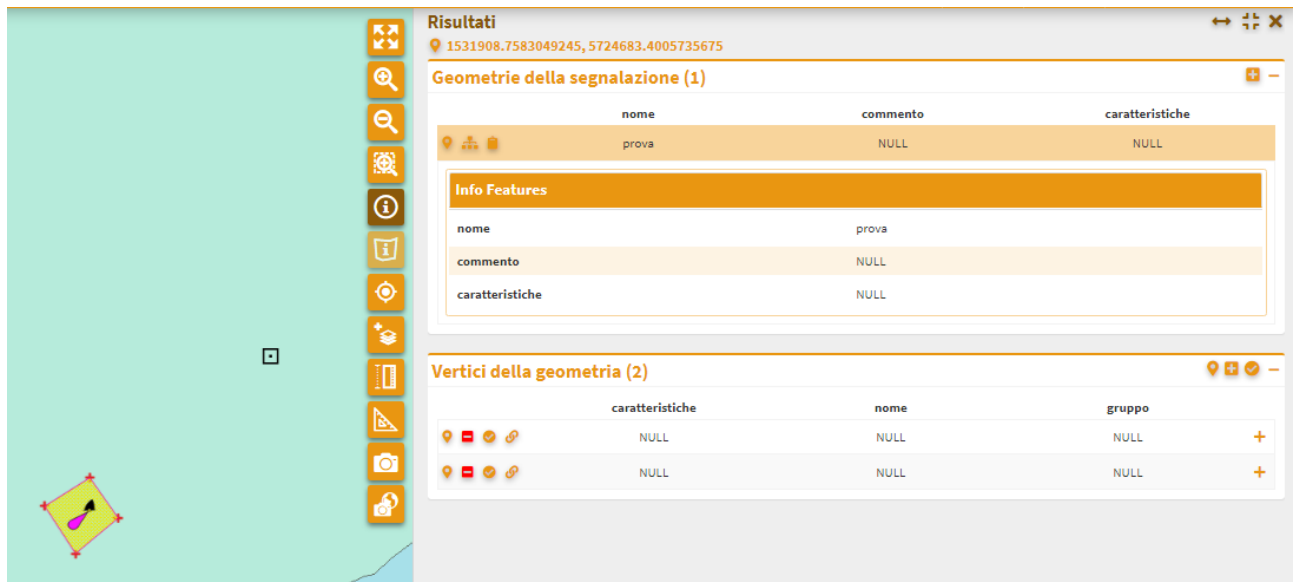 Risultati
1531908.7583049245, 5724683.4005735675
Geometrie della segnalazione (1)
nome commento caratteristiche
prova NULL NULL
Info Features
nome prova
commento NULL
caratteristiche NULL
Vertici della geometria (2)
caratteristiche nome gruppo
NULL NULL NULL
NULL NULL NULL